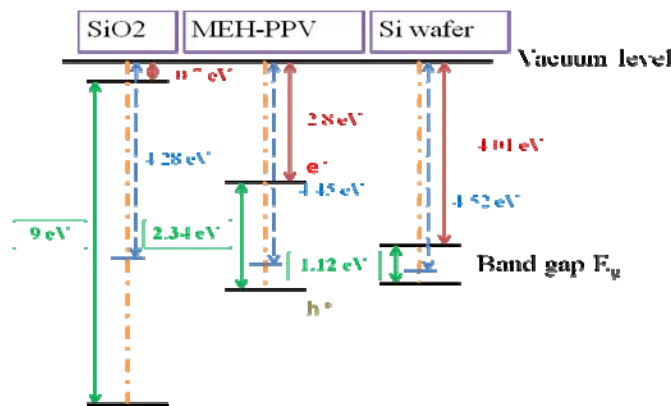 SiO2 MEH-PPV Si wafer
Vacuum level
eV
2.8 eV
4.01 eV
e-
4.28 eV
4.45 eV
4.52 eV
9 eV
2.34 eV
1.12 eV
Band gap Eg
h+